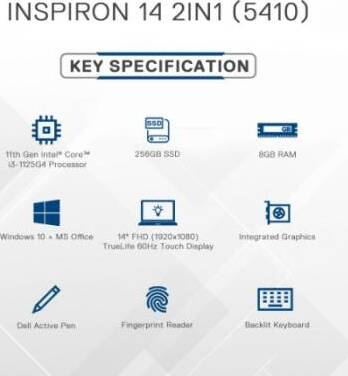 INSPIRON 14 2IN1 (5410)
KEY SPECIFICATION
SSD
11th Gen Intel® Core™
i3-1125G4 Processor
256GB SSD
8GB RAM
Windows 10 + MS Office
14" FHD (1920x1080)
TrueLife 60Hz Touch Display
Integrated Graphics
Dell Active Pen
Fingerprint Reader
Backlit Keyboard